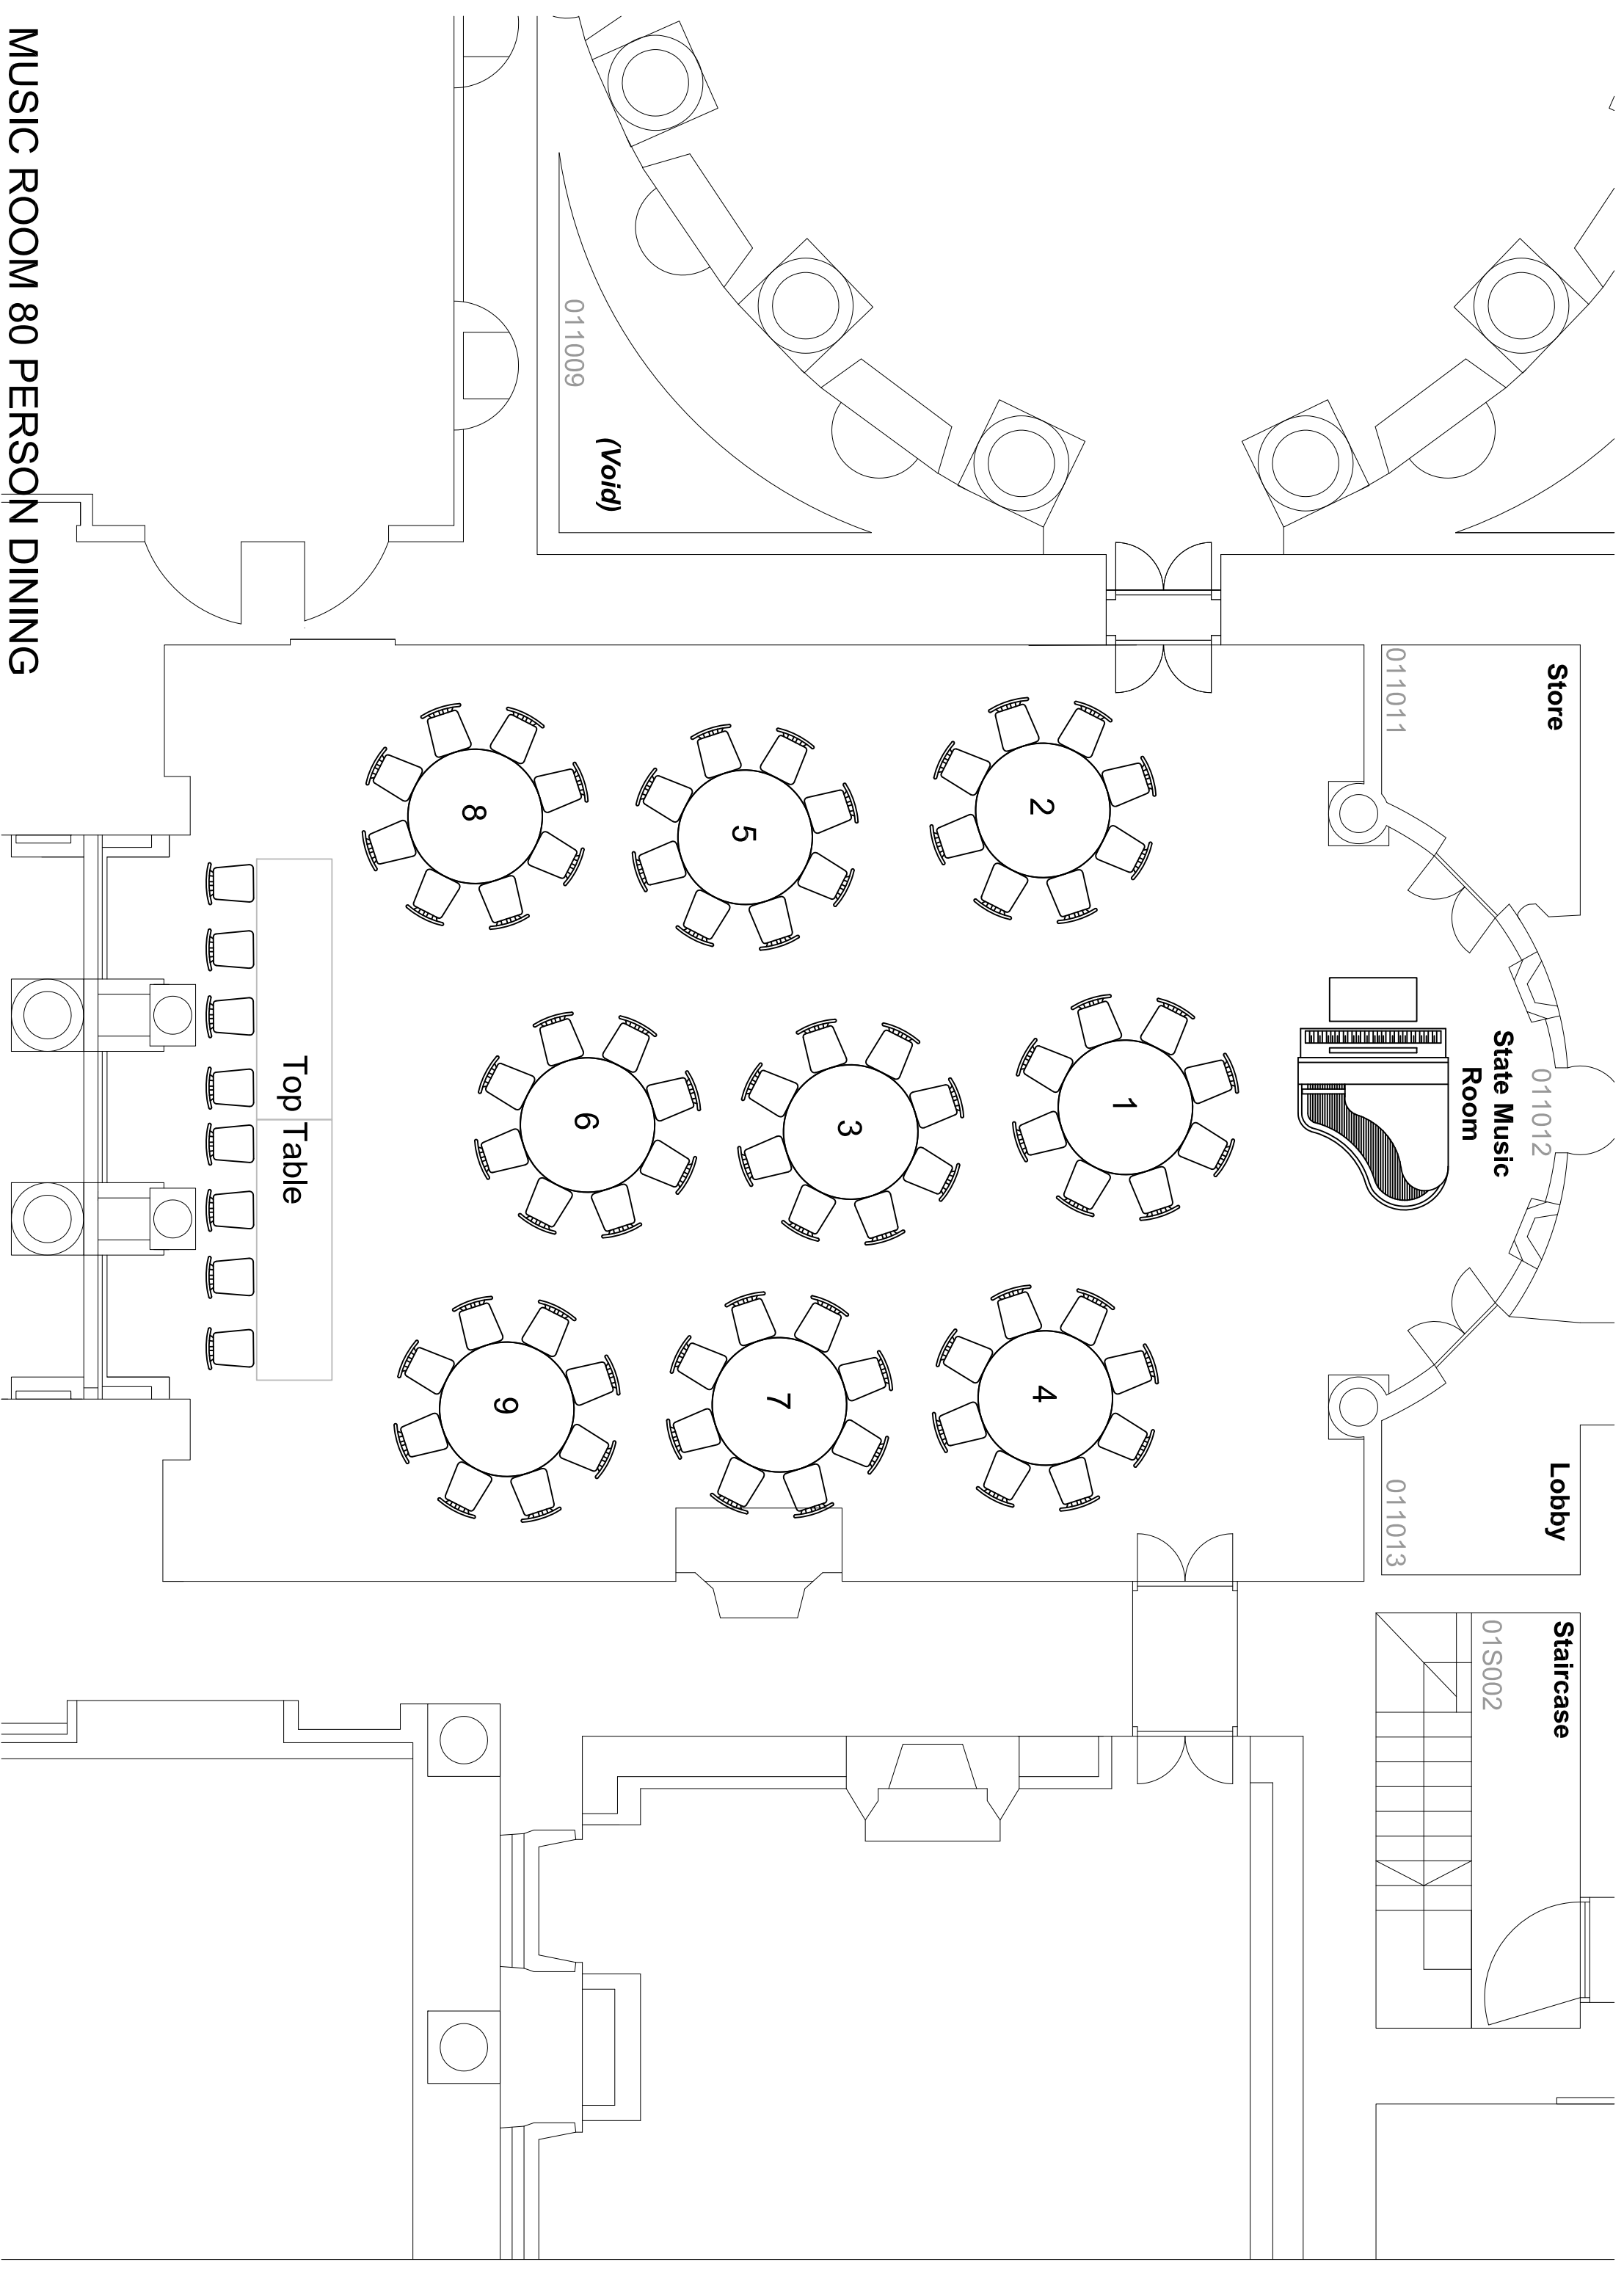 Store
Lobby
Staircase
011012
State Music
Room
01S002
011011
011013
1
2
4
3
5
7
6
8
9
(Void)
011009
Top Table
MUSIC ROOM 80 PERSON DINING